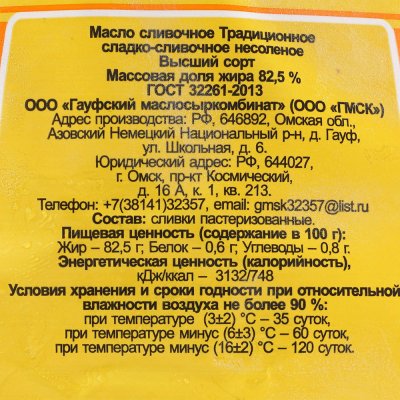 Масло сливочное Традиционное
сладко-сливочное несоленое
Высший сорт
Массовая доля жира 82,5 %
ГОСТ 32261-2013
ООО «Гауфский маслосыркомбинат» (ООО «ГМСК»)
Адрес производства: РФ, 646892, Омская обл.,
Азовский Немецкий Национальный р-н, д. Гауф,
ул. Школьная, д. 6.
Юридический адрес: РФ, 644027,
г. Омск, пр-кт Космический,
д. 16 А, к. 1, кв. 213.
Телефон: +7(38141)32357, email: gmsk32357@list.ru
Состав: сливки пастеризованные.
Пищевая ценность (содержание в 100 г):
Жир – 82,5 г; Белок – 0,6 г; Углеводы – 0,8 г.
Энергетическая ценность (калорийность),
кДж/ккал – 3132/748
Условия хранения и сроки годности при относительной
влажности воздуха не более 90 % :
при температуре (3±2) °С – 35 суток,
при температуре минус (6±3) °С – 60 суток,
при температуре минус (16±2) °С – 120 суток.